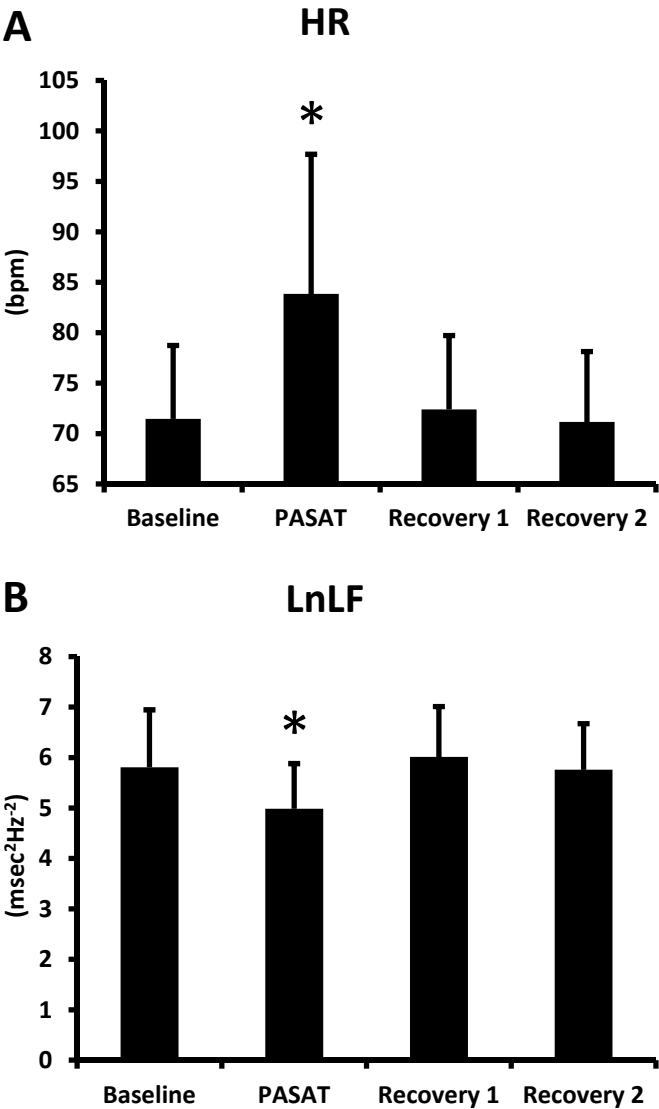 A
HR
105
100
95
90
85
80
75
70
65
(bpm)
*
Baseline PASAT Recovery 1 Recovery 2
B
LnLF
8
7
6
5
4
3
2
1
0
(msec²Hz⁻²)
*
Baseline PASAT Recovery 1 Recovery 2